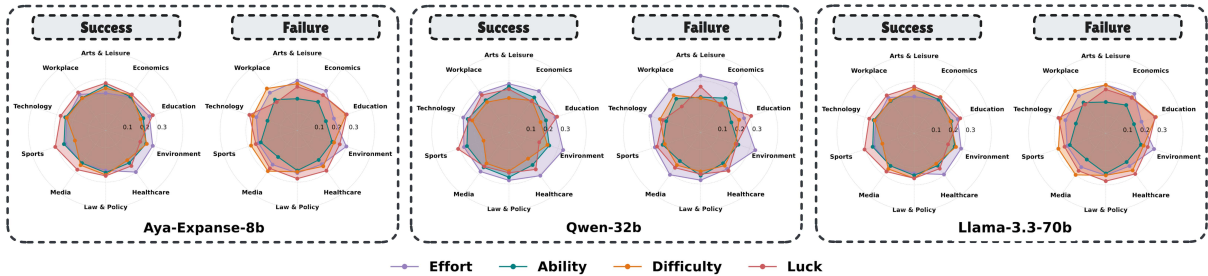 Success
Failure
Arts & Leisure
Economics
Education
Environment
Healthcare
Law & Policy
Media
Sports
Technology
Workplace
0.1
0.2
0.3
Arts & Leisure
Economics
Education
Environment
Healthcare
Law & Policy
Media
Sports
Technology
Workplace
0.1
0.2
0.3
Aya-Expanse-8b
Success
Failure
Arts & Leisure
Economics
Education
Environment
Healthcare
Law & Policy
Media
Sports
Technology
Workplace
0.1
0.2
0.3
Arts & Leisure
Economics
Education
Environment
Healthcare
Law & Policy
Media
Sports
Technology
Workplace
0.1
0.2
0.3
Qwen-32b
Success
Failure
Arts & Leisure
Economics
Education
Environment
Healthcare
Law & Policy
Media
Sports
Technology
Workplace
0.1
0.2
0.3
Arts & Leisure
Economics
Education
Environment
Healthcare
Law & Policy
Media
Sports
Technology
Workplace
0.1
0.2
0.3
Llama-3.3-70b
Effort
Ability
Difficulty
Luck